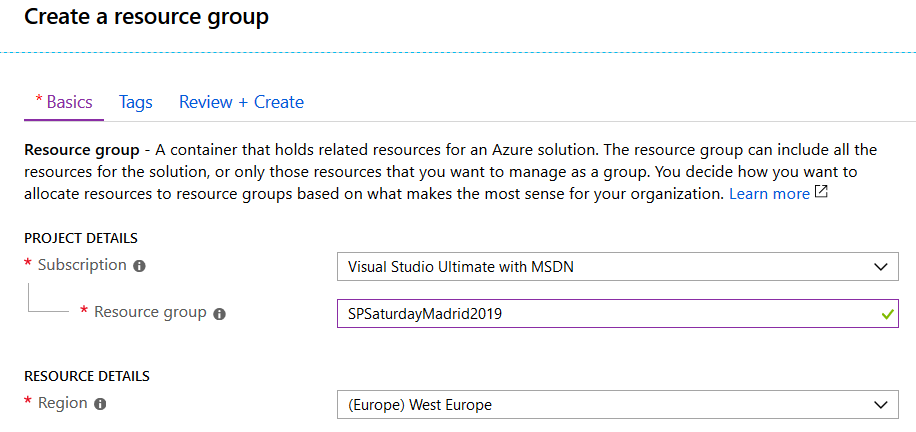 Create a resource group
* Basics Tags Review + Create
Resource group - A container that holds related resources for an Azure solution. The resource group can include all the
resources for the solution, or only those resources that you want to manage as a group. You decide how you want to
allocate resources to resource groups based on what makes the most sense for your organization. Learn more
PROJECT DETAILS
* Subscription Visual Studio Ultimate with MSDN
* Resource group SPSaturdayMadrid2019
RESOURCE DETAILS
* Region (Europe) West Europe